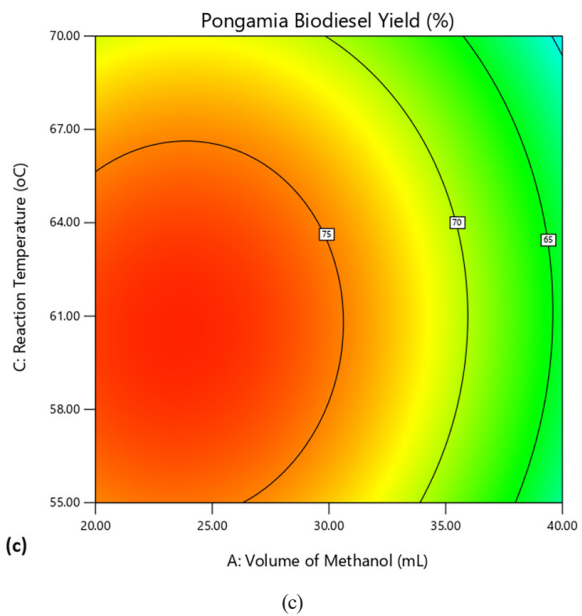 Pongamia Biodiesel Yield (%)
70.00
67.00
64.00
61.00
58.00
55.00
C: Reaction Temperature (oC)
75
70
65
20.00 25.00 30.00 35.00 40.00
A: Volume of Methanol (mL)
(c)
(c)